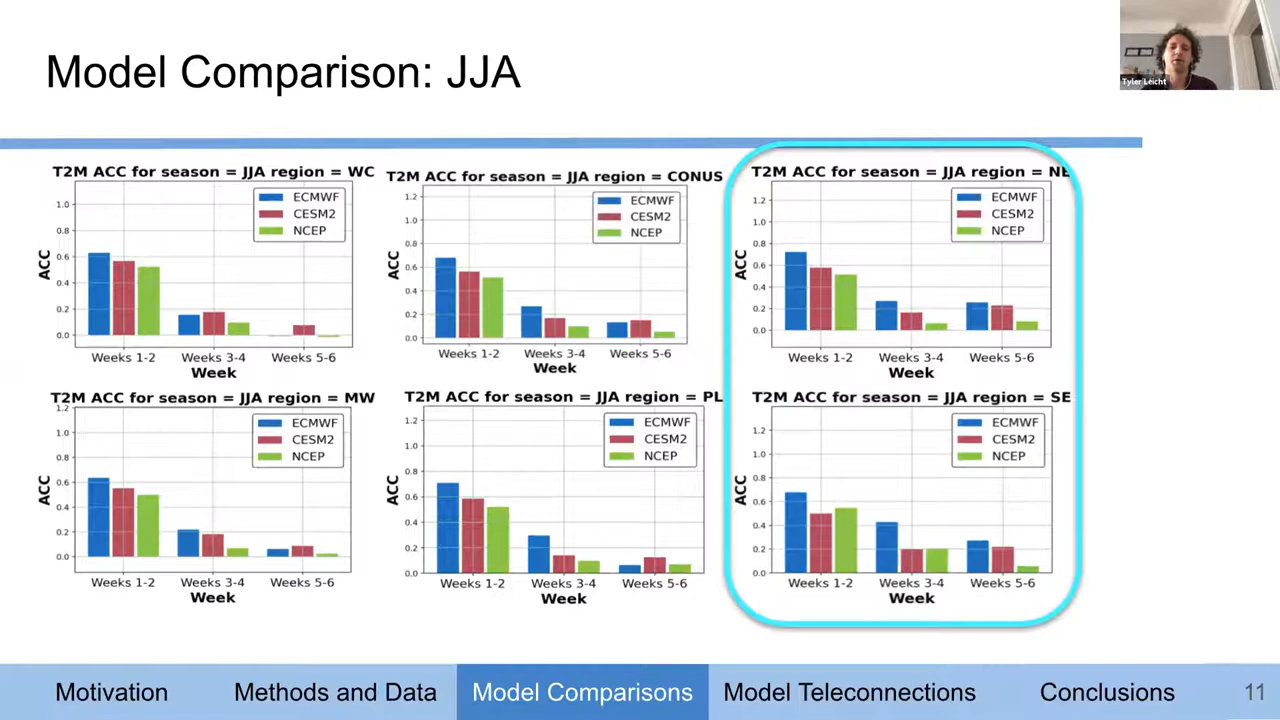 Model Comparison: JJA
Tyler Leicht
T2M ACC for season = JJA region = WC
ECMWF
CESM2
NCEP
1.0
0.8
0.6
0.4
0.2
0.0
ACC
Weeks 1-2 Weeks 3-4 Weeks 5-6
Week
T2M ACC for season = JJA region = CONUS
ECMWF
CESM2
NCEP
1.2
1.0
0.8
0.6
0.4
0.2
0.0
ACC
Weeks 1-2 Weeks 3-4 Weeks 5-6
Week
T2M ACC for season = JJA region = NE
ECMWF
CESM2
NCEP
1.2
1.0
0.8
0.6
0.4
0.2
0.0
ACC
Weeks 1-2 Weeks 3-4 Weeks 5-6
Week
T2M ACC for season = JJA region = MW
ECMWF
CESM2
NCEP
1.2
1.0
0.8
0.6
0.4
0.2
0.0
ACC
Weeks 1-2 Weeks 3-4 Weeks 5-6
Week
T2M ACC for season = JJA region = PL
ECMWF
CESM2
NCEP
1.2
1.0
0.8
0.6
0.4
0.2
0.0
ACC
Weeks 1-2 Weeks 3-4 Weeks 5-6
Week
T2M ACC for season = JJA region = SE
ECMWF
CESM2
NCEP
1.2
1.0
0.8
0.6
0.4
0.2
0.0
ACC
Weeks 1-2 Weeks 3-4 Weeks 5-6
Week
Motivation Methods and Data Model Comparisons Model Teleconnections Conclusions 11